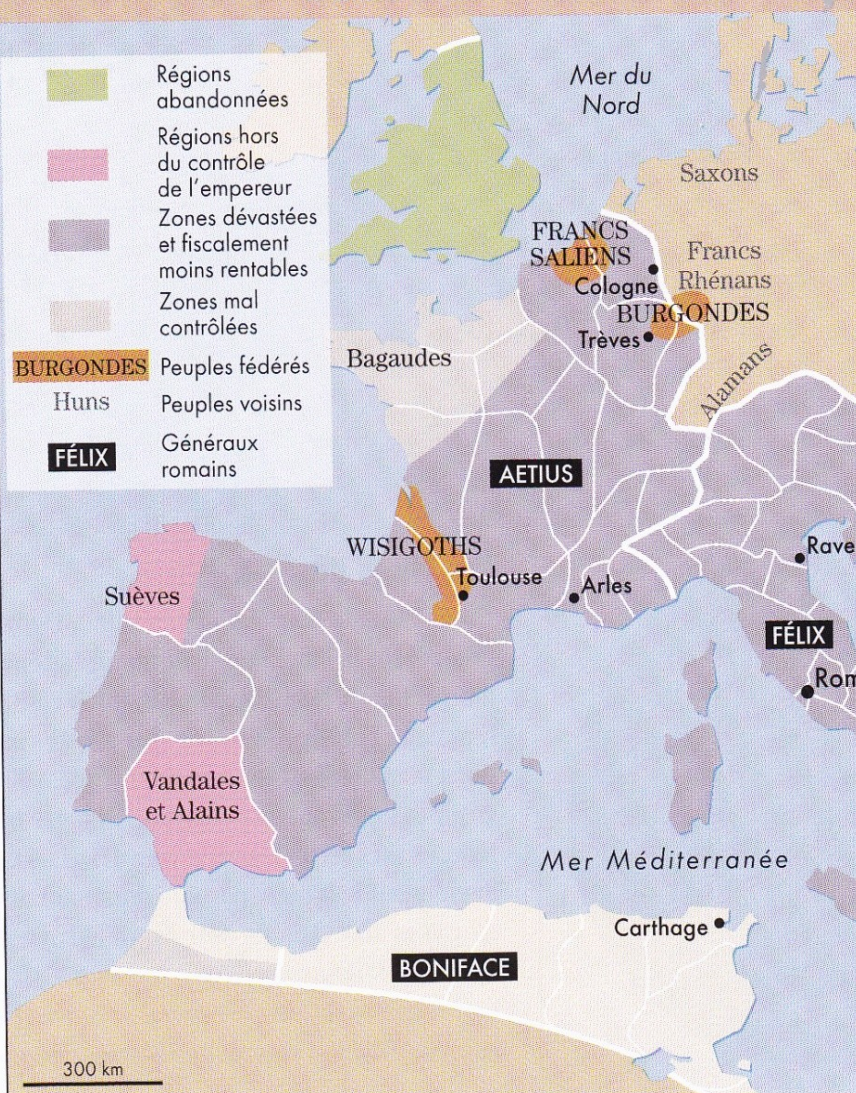 Régions
abandonnées
Régions hors
du contrôle
de l'empereur
Zones dévastées
et fiscalement
moins rentables
Zones mal
contrôlées
BURGONDES Peuples fédérés
Huns Peuples voisins
FÉLIX
Généraux
romains
Mer du
Nord
Saxons
FRANCS
SALIENS
Francs
Rhénans
Cologne
BURGONDES
Trèves
Bagaudes
Alamans
AETIUS
WISIGOTHS
Toulouse
Arles
Rave
Suèves
FÉLIX
Rom
Vandales
et Alains
Mer Méditerranée
Carthage
BONIFACE
300 km